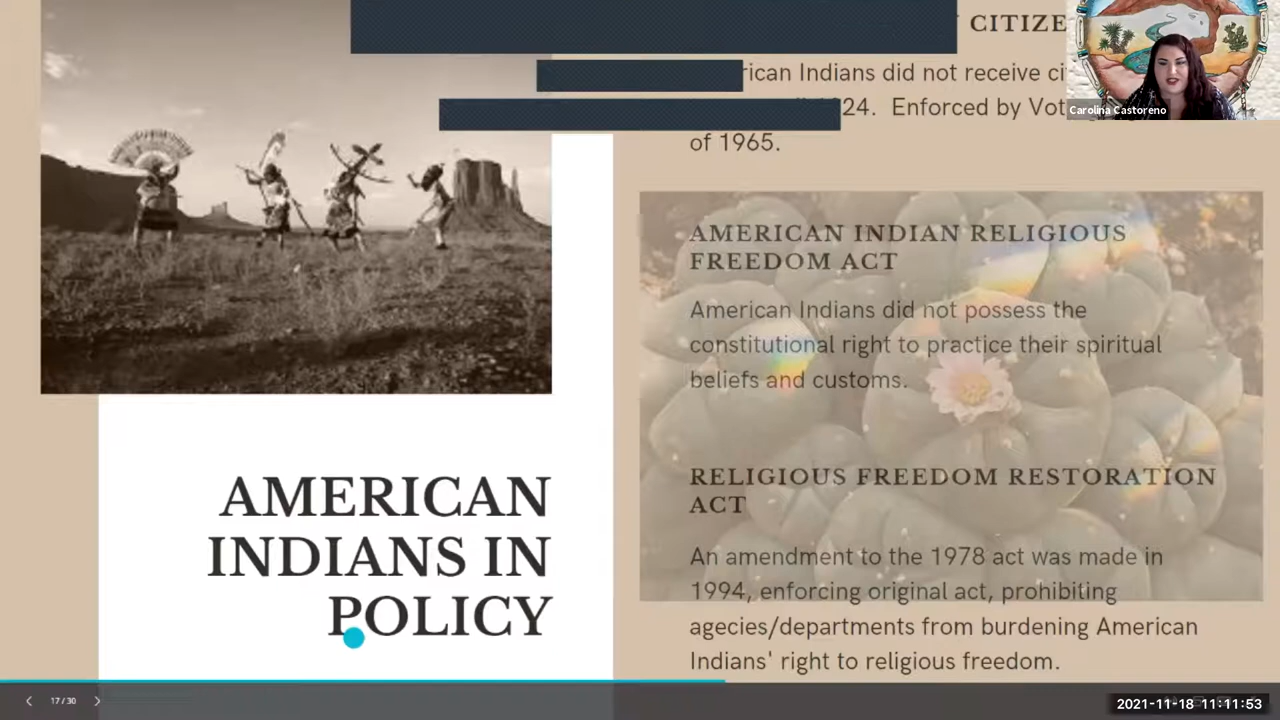 CITIZE
rican Indians did not receive ci
24. Enforced by Vot
of 1965.
Carolina Castoreno
AMERICAN INDIAN RELIGIOUS
FREEDOM ACT
American Indians did not possess the
constitutional right to practice their spiritual
beliefs and customs.
RELIGIOUS FREEDOM RESTORATION
ACT
An amendment to the 1978 act was made in
1994, enforcing original act, prohibiting
agecies/departments from burdening American
Indians' right to religious freedom.
AMERICAN
INDIANS IN
POLICY
17 / 30
2021-11-18 11:11:53